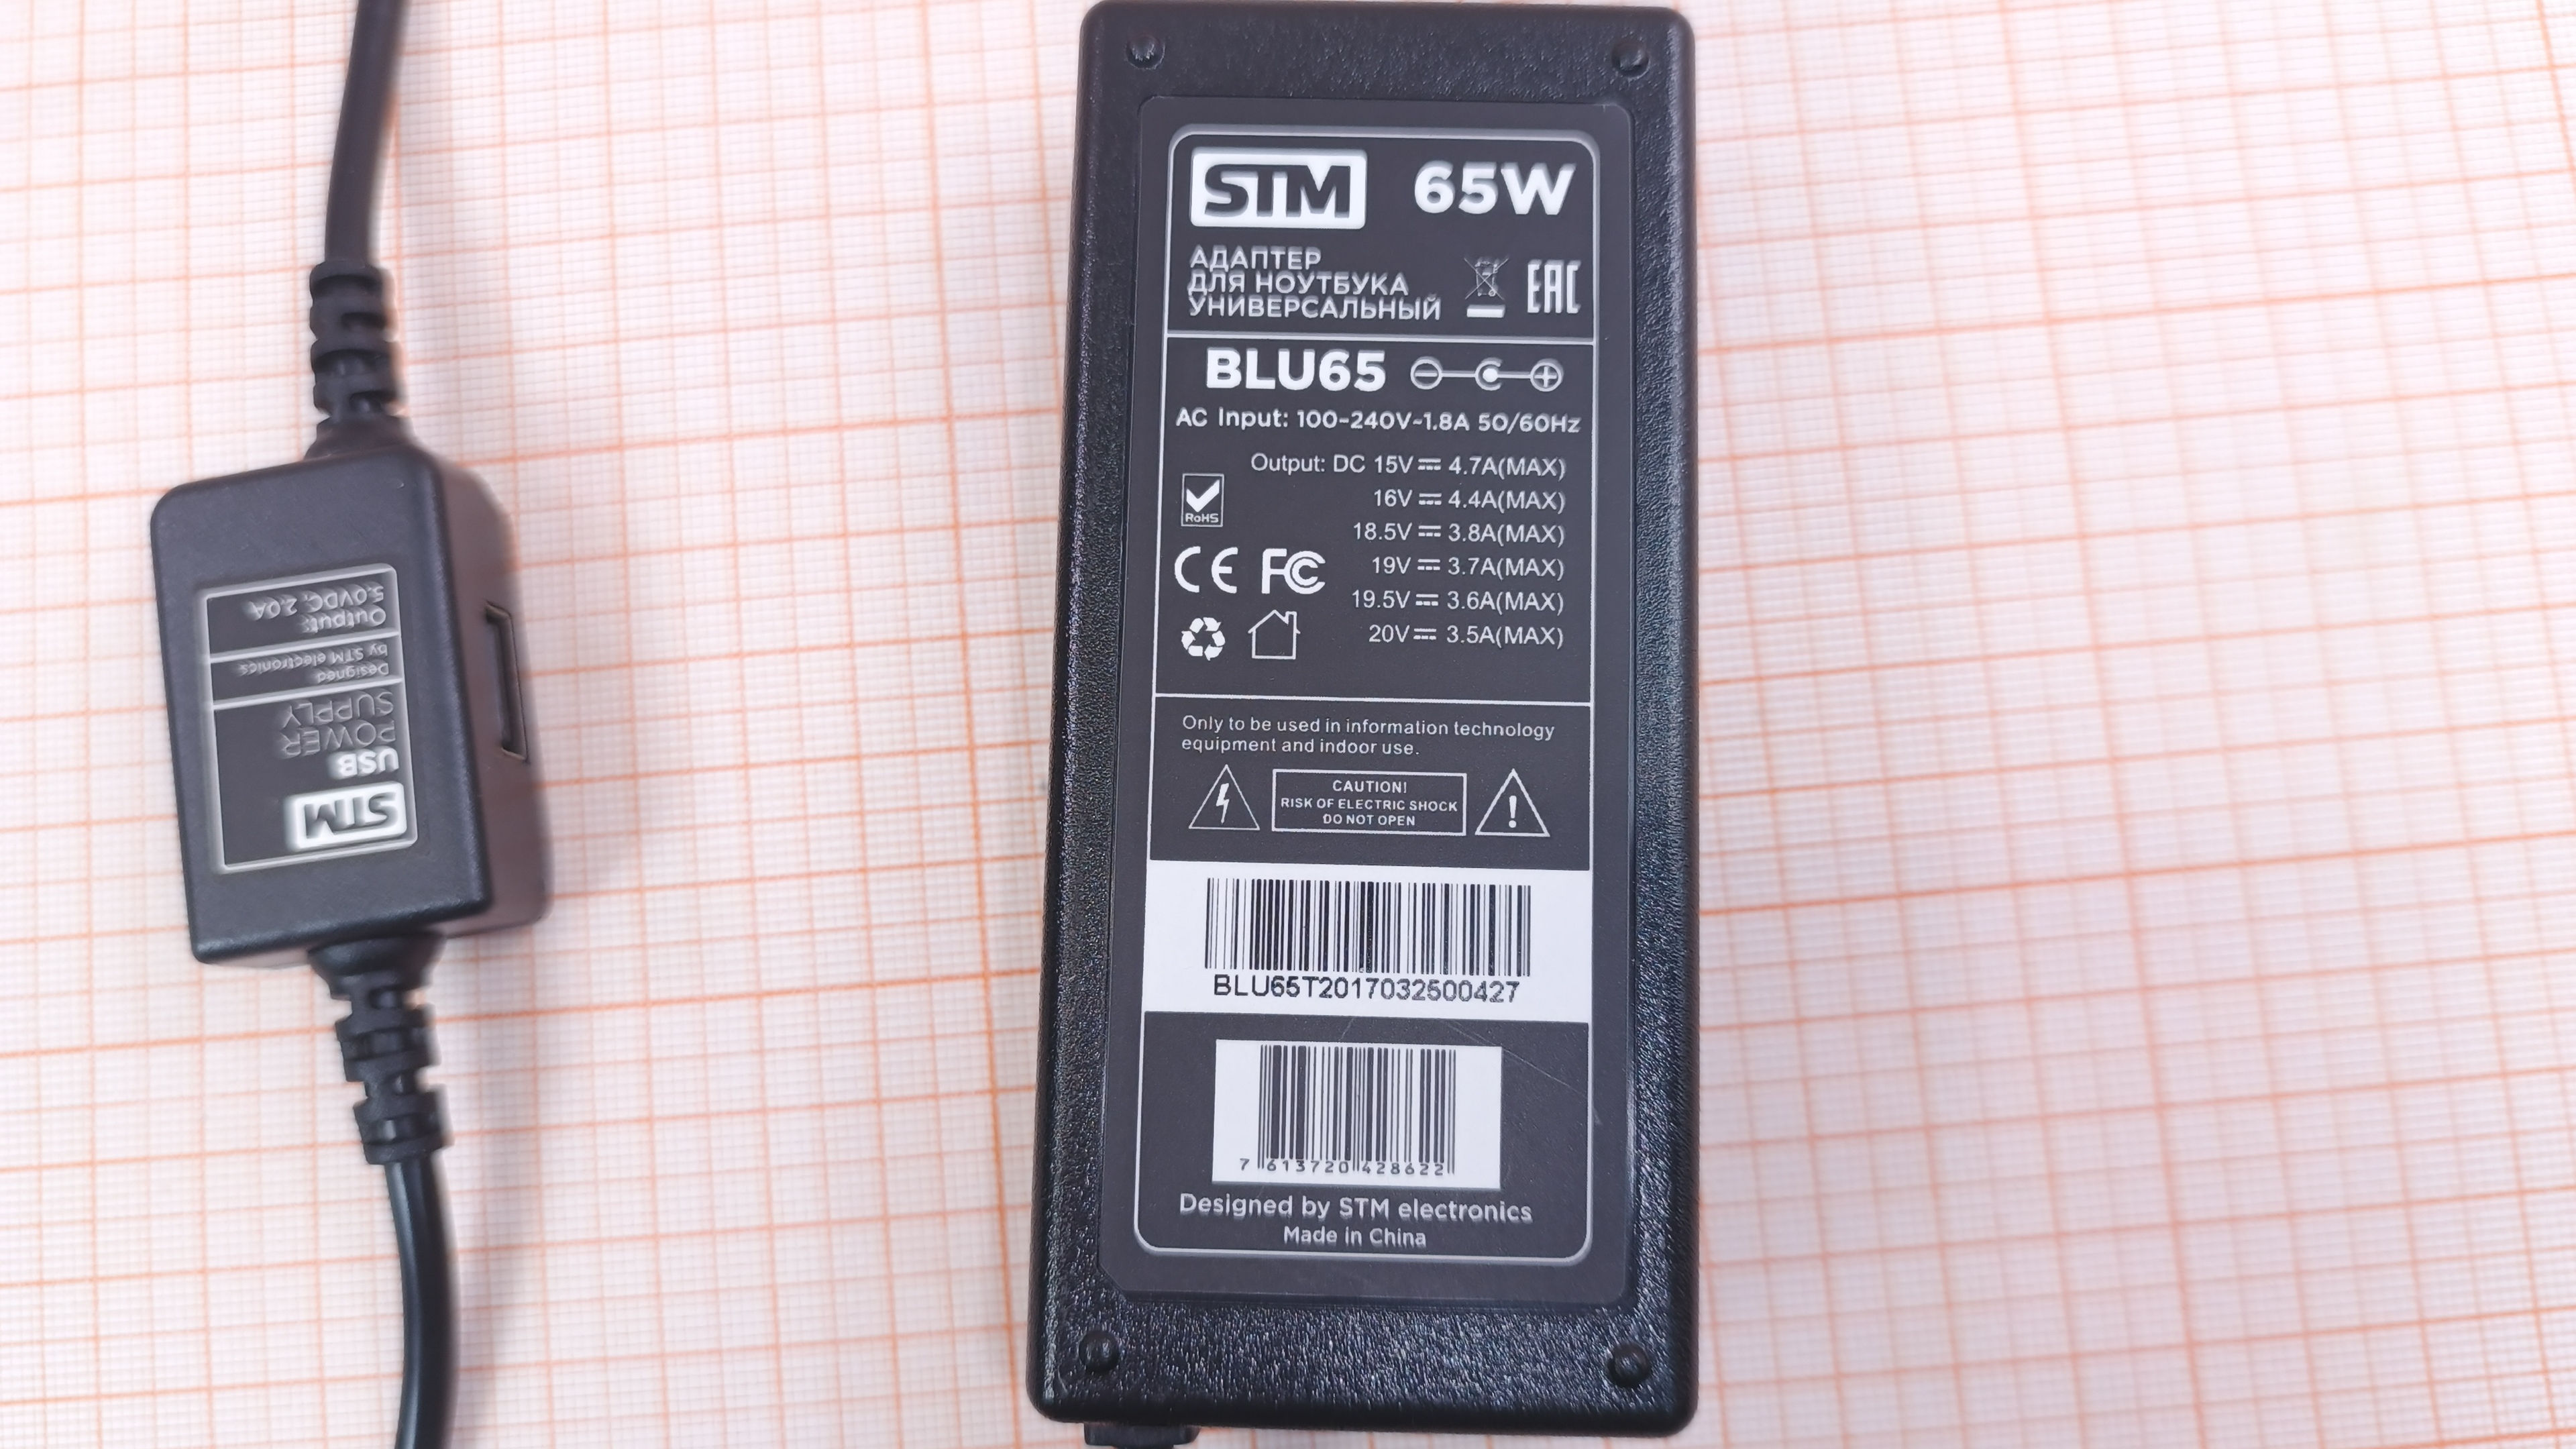 STM 65W
АДАПТЕР
ДЛЯ НОУТБУКА
УНИВЕРСАЛЬНЫЙ
EAC
BLU65
AC Input: 100-240V~1.8A 50/60Hz
Output: DC 15V 4.7A(MAX)
16V 4.4A(MAX)
18.5V 3.8A(MAX)
19V 3.7A(MAX)
19.5V 3.6A(MAX)
20V 3.5A(MAX)
RoHS
CE FC
Only to be used in information technology
equipment and indoor use.
CAUTION!
RISK OF ELECTRIC SHOCK
DO NOT OPEN
BLU65T2017032500427
7 613720 428622
Designed by STM electronics
Made in China
STM
USB
POWER
SUPPLY
Designed
by STM electronics
Output:
5.0VDC, 2.0A